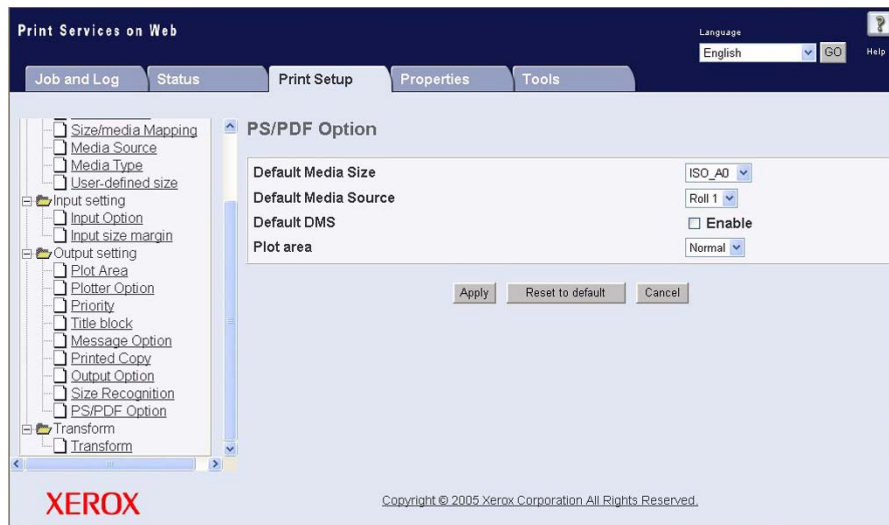 Print Services on Web
Language
English
GO
?
Help
Job and Log
Status
Print Setup
Properties
Tools
Size/media Mapping
Media Source
Media Type
User-defined size
Input setting
Input Option
Input size margin
Output setting
Plot Area
Plotter Option
Priority
Title block
Message Option
Printed Copy
Output Option
Size Recognition
PS/PDF Option
Transform
Transform
PS/PDF Option
Default Media Size
ISO_A0
Default Media Source
Roll 1
Default DMS
Enable
Plot area
Normal
Apply
Reset to default
Cancel
XEROX
Copyright © 2005 Xerox Corporation All Rights Reserved.